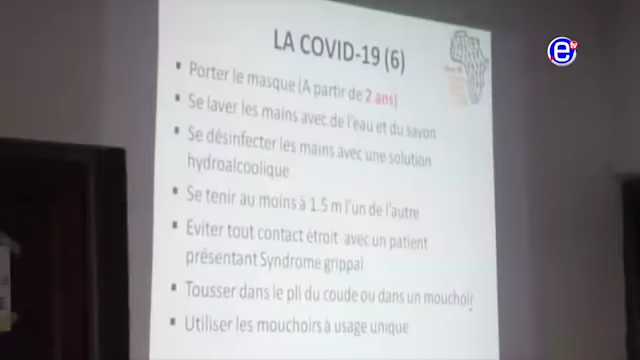 LA COVID-19 (6)
▪ Porter le masque (A partir de 2 ans)
▪ Se laver les mains avec de l'eau et du savon
▪ Se désinfecter les mains avec une solution
hydroalcoolique
▪ Se tenir au moins à 1.5 m l'un de l'autre
▪ Eviter tout contact étroit avec un patient
présentant Syndrome grippal
▪ Tousser dans le pli du coude ou dans un mouchoir
▪ Utiliser les mouchoirs à usage unique
e tv